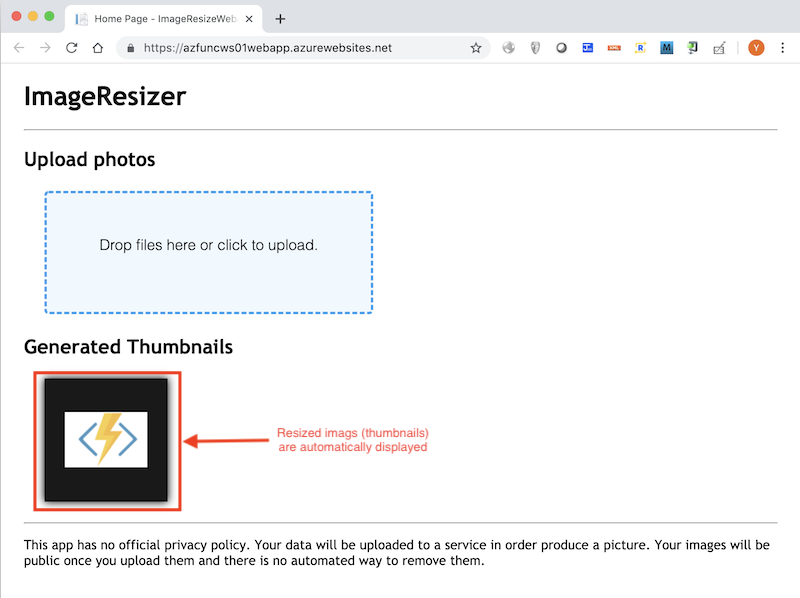 Home Page - ImageResizeWeb
https://azfuncws01webapp.azurewebsites.net
Y
ImageResizer
Upload photos
Drop files here or click to upload.
Generated Thumbnails
Resized imags (thumbnails)
are automatically displayed
This app has no official privacy policy. Your data will be uploaded to a service in order produce a picture. Your images will be
public once you upload them and there is no automated way to remove them.